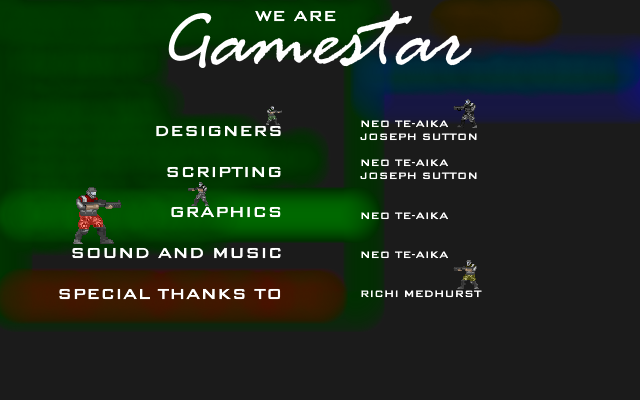 WE ARE
Gamestar
DESIGNERS
NEO TE-AIKA
JOSEPH SUTTON
SCRIPTING
NEO TE-AIKA
JOSEPH SUTTON
GRAPHICS
NEO TE-AIKA
SOUND AND MUSIC
NEO TE-AIKA
SPECIAL THANKS TO
RICHI MEDHURST